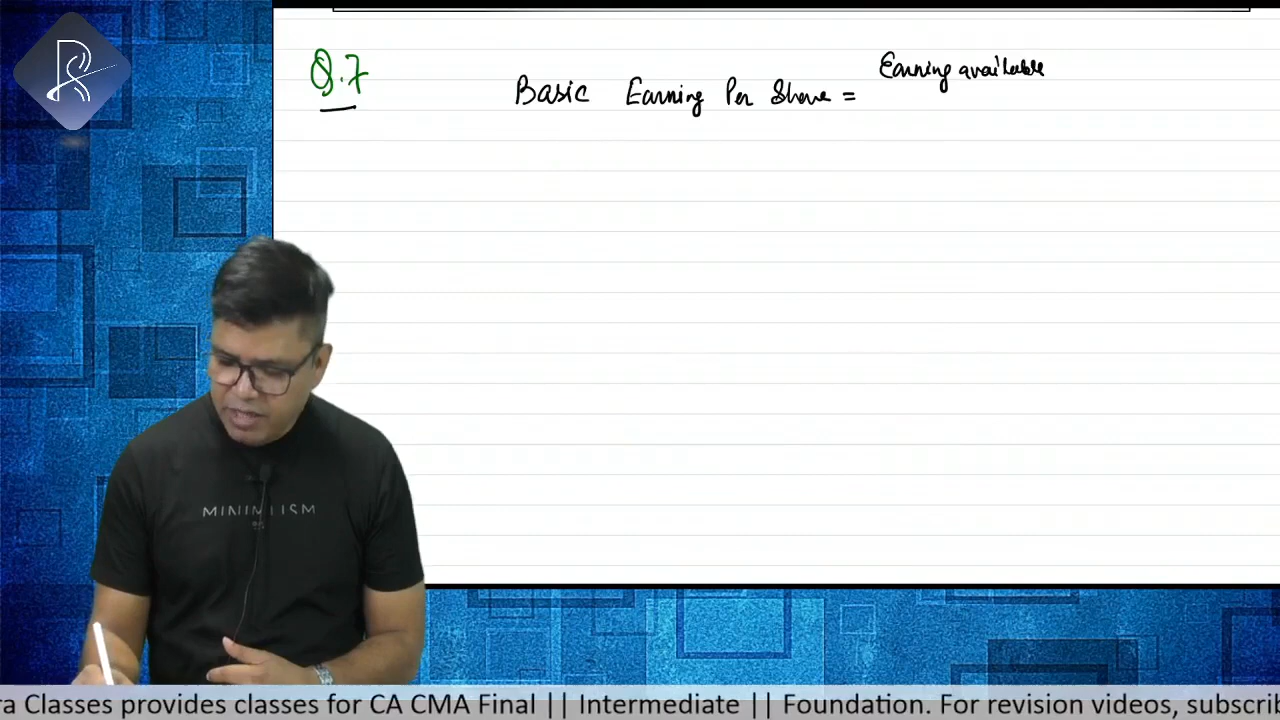 Q.7
Earning available
Basic Earning Per Share =
MINIMLISM
ra Classes provides classes for CA CMA Final || Intermediate || Foundation. For revision videos, subscrib